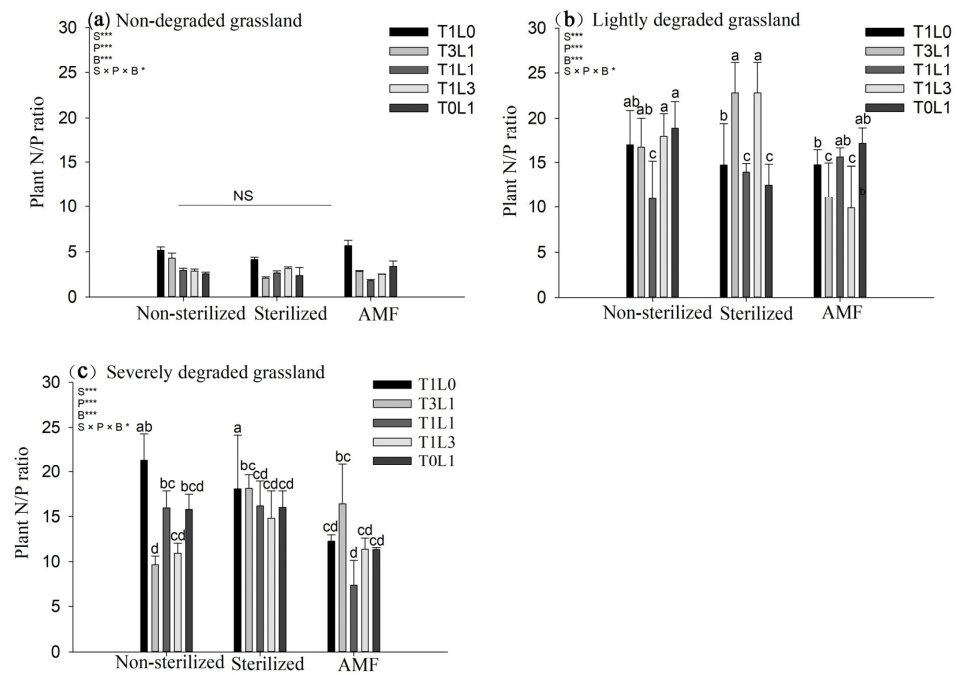 (a) Non-degraded grassland
S***
P***
B***
S × P × B *
T1L0
T3L1
T1L1
T1L3
T0L1
NS
Plant N/P ratio
30
25
20
15
10
5
0
Non-sterilized Sterilized AMF
(b) Lightly degraded grassland
S***
P***
B***
S × P × B *
T1L0
T3L1
T1L1
T1L3
T0L1
Plant N/P ratio
30
25
20
15
10
5
0
ab ab c a a
b a c a c
b c ab c ab
b
Non-sterilized Sterilized AMF
(c) Severely degraded grassland
S***
P***
B***
S × P × B *
T1L0
T3L1
T1L1
T1L3
T0L1
Plant N/P ratio
30
25
20
15
10
5
0
ab d bc cd bcd
a bc cd cd cd
cd bc d cd cd
Non-sterilized Sterilized AMF